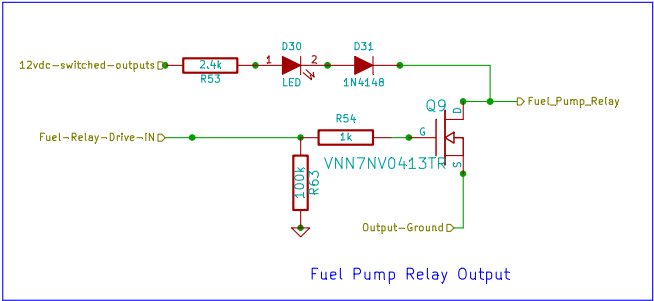 D30
D31
12vdc-switched-outputs
2.4k
1
2
R53
LED
1N4148
Q9
D
Fuel_Pump_Relay
R54
Fuel-Relay-Drive-IN
1k
G
VNN7NV0413TR
S
100k
R63
Output-Ground
Fuel Pump Relay Output